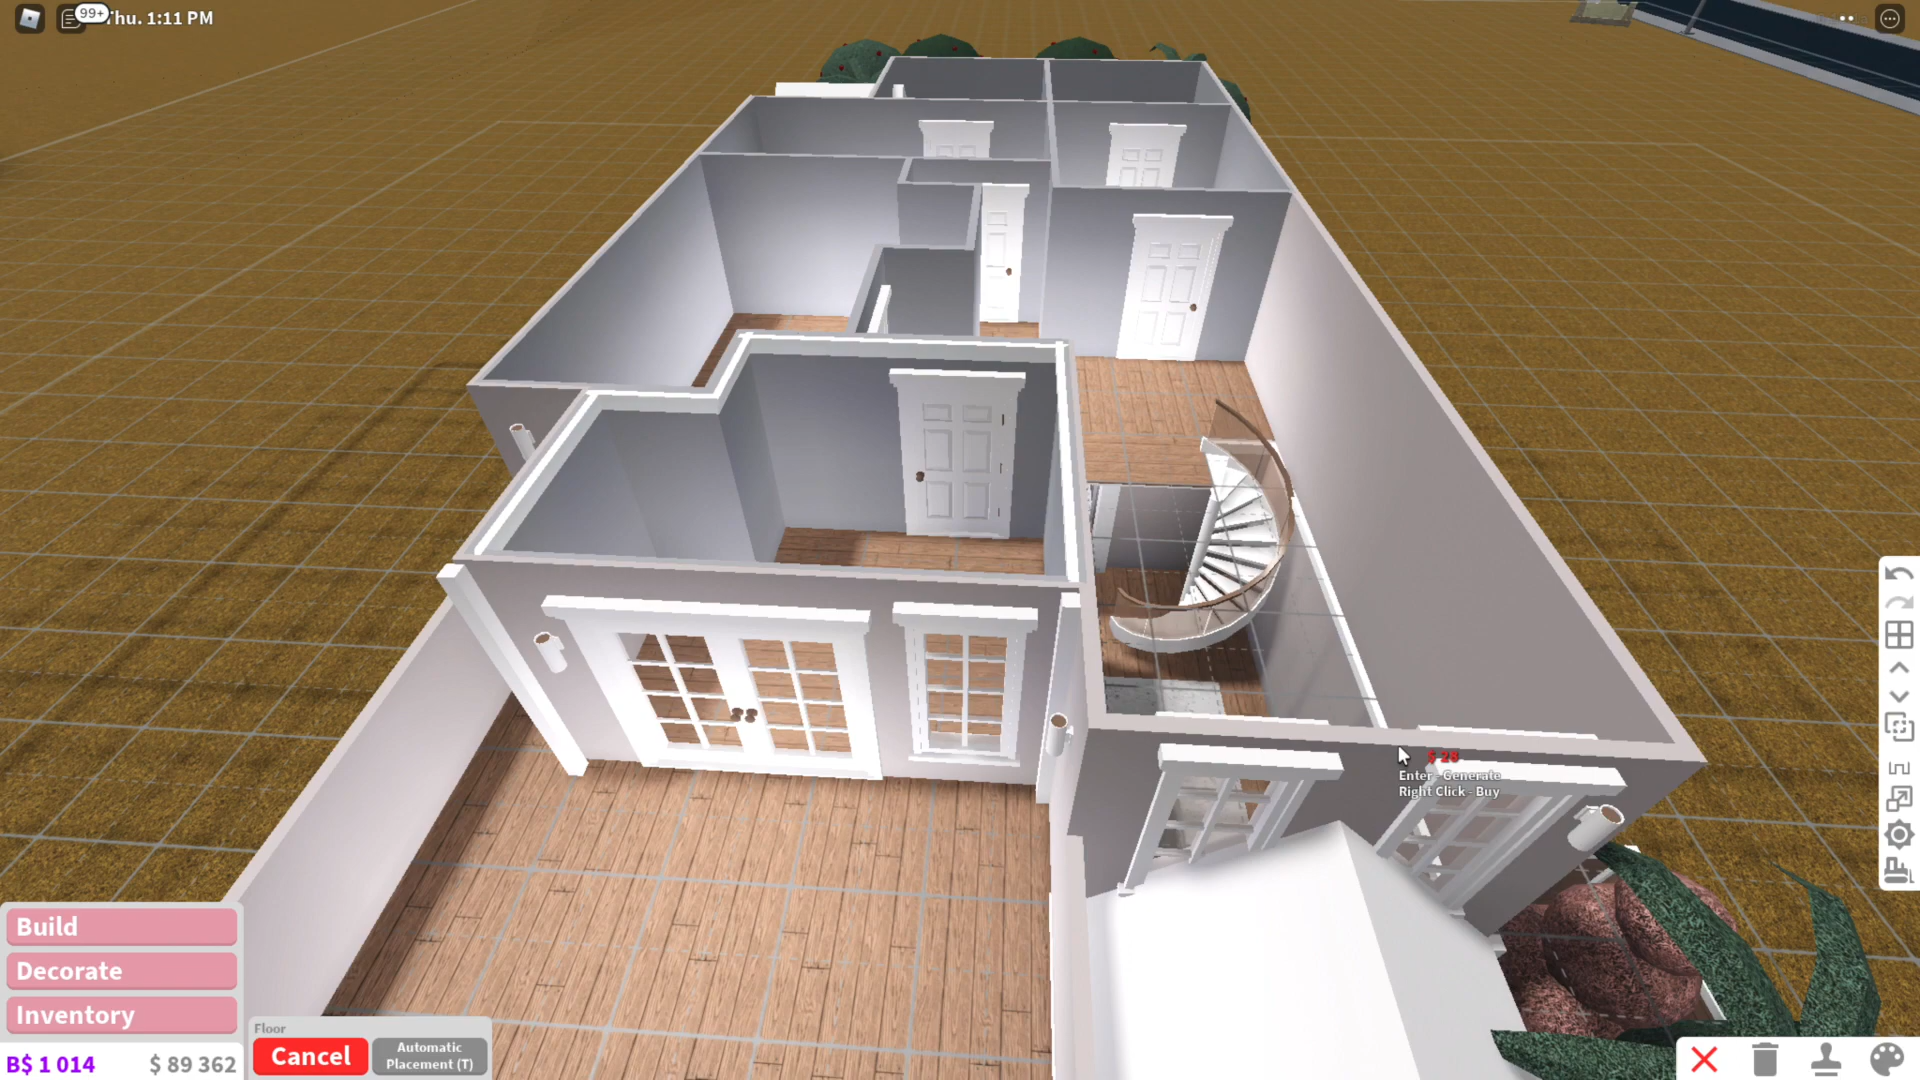 99+
Thu. 1:11 PM
$ 28
Enter - Generate
Right Click - Buy
Build
Decorate
Inventory
B$ 1 014
$ 89 362
Floor
Cancel
Automatic
Placement (T)